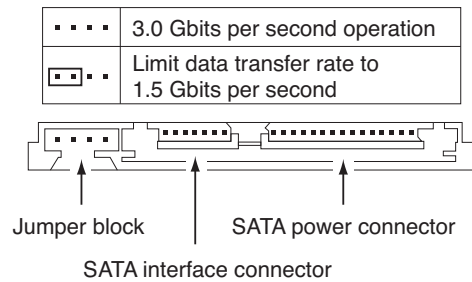 3.0 Gbits per second operation
Limit data transfer rate to
1.5 Gbits per second
Jumper block
SATA power connector
SATA interface connector